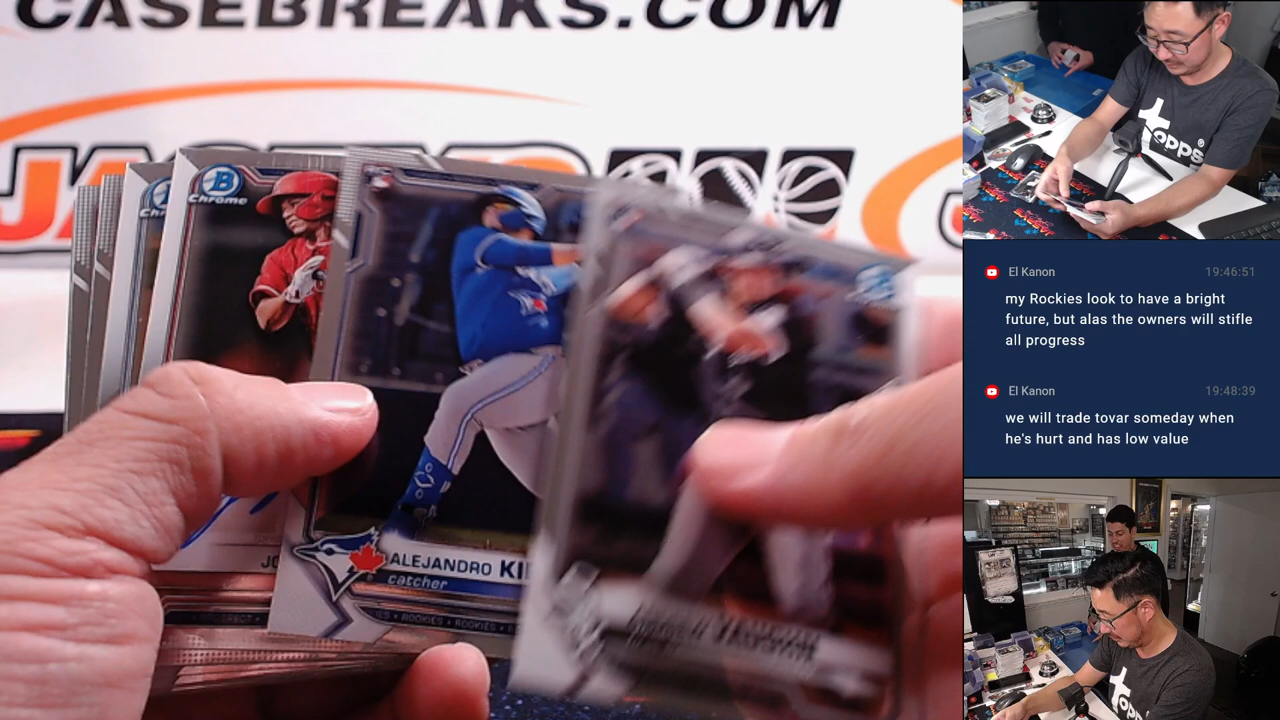 CASEBREAKS.COM
B
Chrome
ALEJANDRO KI
catcher
JO
topps
El Kanon 19:46:51
my Rockies look to have a bright
future, but alas the owners will stifle
all progress
El Kanon 19:48:39
we will trade tovar someday when
he's hurt and has low value